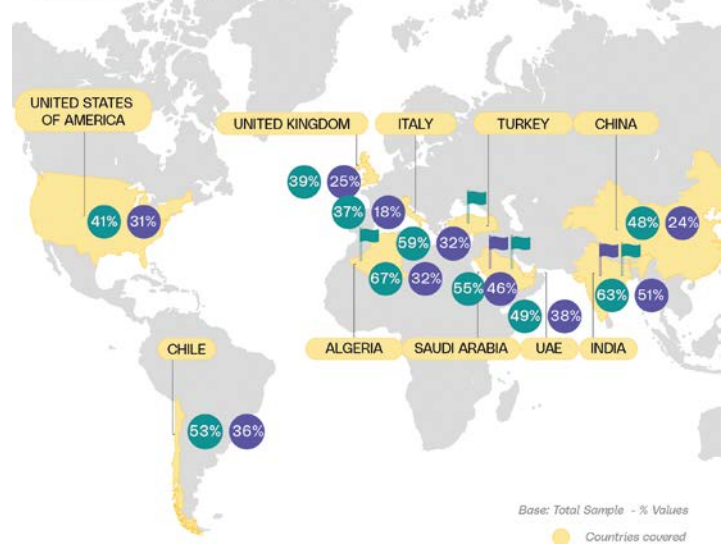 UNITED STATES
OF AMERICA
UNITED KINGDOM
ITALY
TURKEY
CHINA
39% 25%
41% 31%
37% 18%
48% 24%
59% 32%
67% 32%
55% 46%
63% 51%
49% 38%
CHILE
ALGERIA
SAUDI ARABIA
UAE
INDIA
53% 36%
Base: Total Sample - % Values
Countries covered